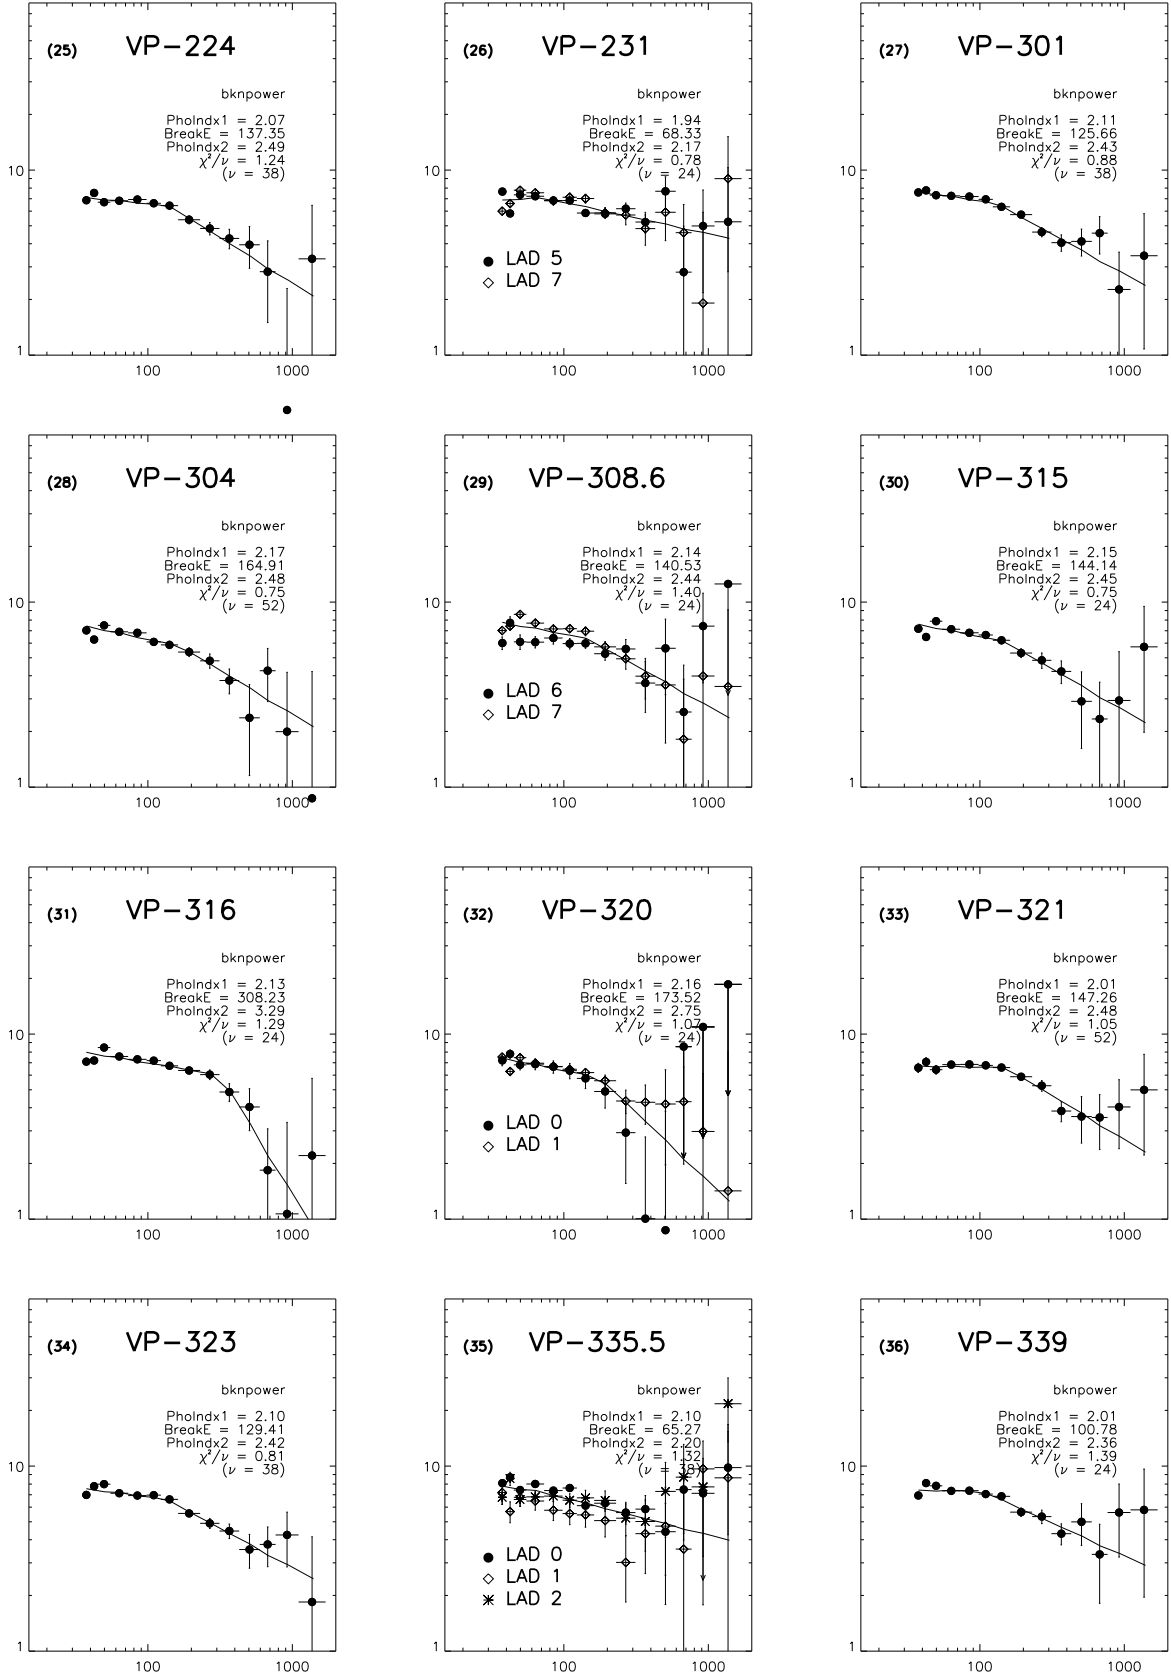 (25) VP-224
bknpower
PhoIndx1 = 2.07
BreakE = 137.35
PhoIndx2 = 2.49
χ²/ν = 1.24
(ν = 38)
10
1
100 1000
(26) VP-231
bknpower
PhoIndx1 = 1.94
BreakE = 68.33
PhoIndx2 = 2.17
χ²/ν = 0.78
(ν = 24)
10
LAD 5
LAD 7
1
100 1000
(27) VP-301
bknpower
PhoIndx1 = 2.11
BreakE = 125.66
PhoIndx2 = 2.43
χ²/ν = 0.88
(ν = 38)
10
1
100 1000
(28) VP-304
bknpower
PhoIndx1 = 2.17
BreakE = 164.91
PhoIndx2 = 2.48
χ²/ν = 0.75
(ν = 52)
10
1
100 1000
(29) VP-308.6
bknpower
PhoIndx1 = 2.14
BreakE = 140.53
PhoIndx2 = 2.44
χ²/ν = 1.40
(ν = 24)
10
LAD 6
LAD 7
1
100 1000
(30) VP-315
bknpower
PhoIndx1 = 2.15
BreakE = 144.14
PhoIndx2 = 2.45
χ²/ν = 0.75
(ν = 24)
10
1
100 1000
(31) VP-316
bknpower
PhoIndx1 = 2.13
BreakE = 308.23
PhoIndx2 = 3.29
χ²/ν = 1.29
(ν = 24)
10
1
100 1000
(32) VP-320
bknpower
PhoIndx1 = 2.16
BreakE = 173.52
PhoIndx2 = 2.75
χ²/ν = 1.07
(ν = 24)
10
LAD 0
LAD 1
1
100 1000
(33) VP-321
bknpower
PhoIndx1 = 2.01
BreakE = 147.26
PhoIndx2 = 2.48
χ²/ν = 1.05
(ν = 52)
10
1
100 1000
(34) VP-323
bknpower
PhoIndx1 = 2.10
BreakE = 129.41
PhoIndx2 = 2.42
χ²/ν = 0.81
(ν = 38)
10
1
100 1000
(35) VP-335.5
bknpower
PhoIndx1 = 2.10
BreakE = 65.27
PhoIndx2 = 2.20
χ²/ν = 1.32
(ν = 38)
10
LAD 0
LAD 1
LAD 2
1
100 1000
(36) VP-339
bknpower
PhoIndx1 = 2.01
BreakE = 100.78
PhoIndx2 = 2.36
χ²/ν = 1.39
(ν = 24)
10
1
100 1000